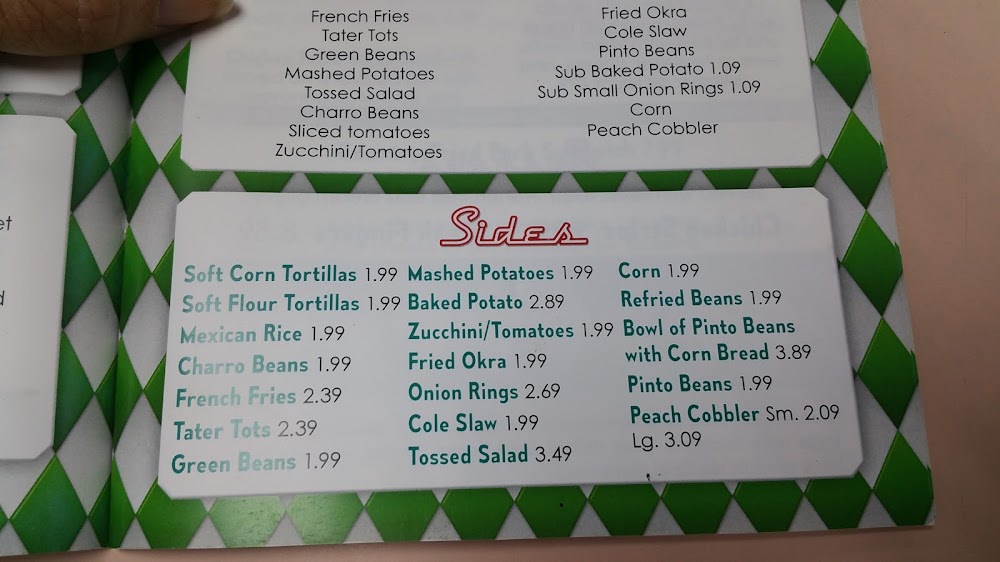 French Fries
Tater Tots
Green Beans
Mashed Potatoes
Tossed Salad
Charro Beans
Sliced tomatoes
Zucchini/Tomatoes
Fried Okra
Cole Slaw
Pinto Beans
Sub Baked Potato 1.09
Sub Small Onion Rings 1.09
Corn
Peach Cobbler
Sides
Soft Corn Tortillas 1.99
Soft Flour Tortillas 1.99
Mexican Rice 1.99
Charro Beans 1.99
French Fries 2.39
Tater Tots 2.39
Green Beans 1.99
Mashed Potatoes 1.99
Baked Potato 2.89
Zucchini/Tomatoes 1.99
Fried Okra 1.99
Onion Rings 2.69
Cole Slaw 1.99
Tossed Salad 3.49
Corn 1.99
Refried Beans 1.99
Bowl of Pinto Beans
with Corn Bread 3.89
Pinto Beans 1.99
Peach Cobbler Sm. 2.09
Lg. 3.09